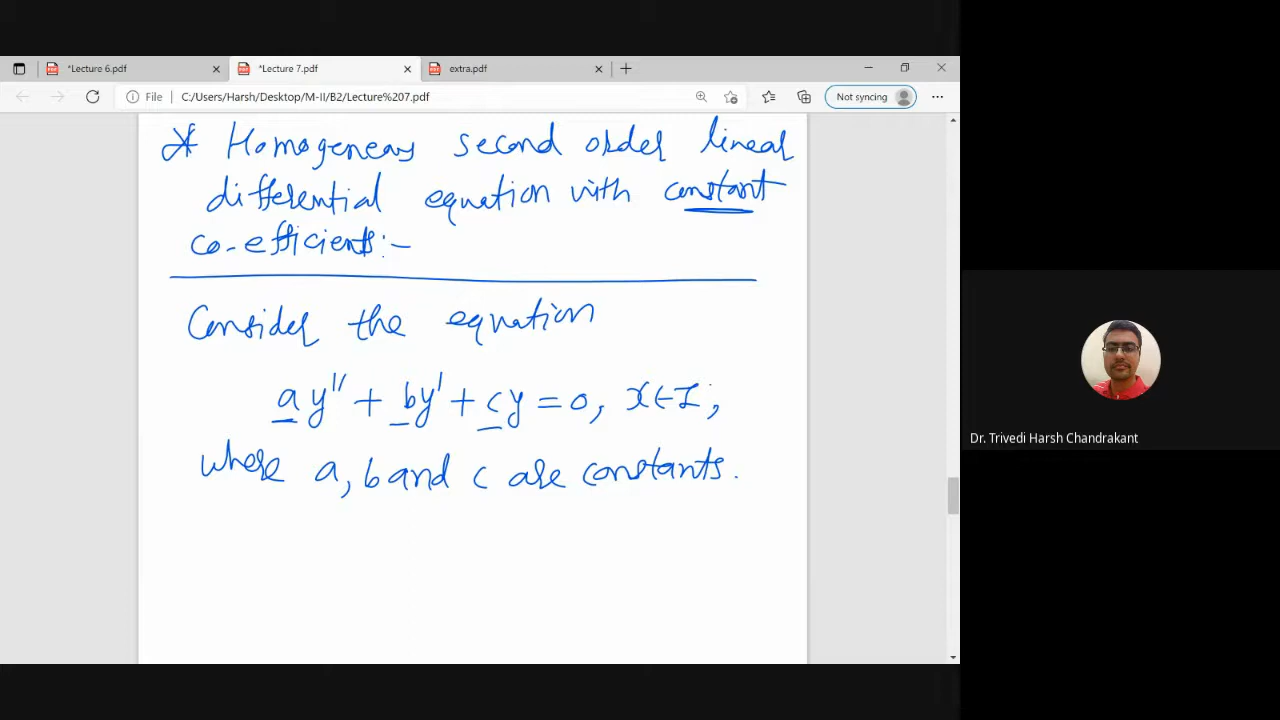 *Lecture 6.pdf
*Lecture 7.pdf
extra.pdf
File
C:/Users/Harsh/Desktop/M-II/B2/Lecture%207.pdf
Not syncing
* Homogeneous second order linear
differential equation with constant
co-efficients:-
Consider the equation
ay'' + by' + cy = 0, x∈I,
where a, b and c are constants.
Dr. Trivedi Harsh Chandrakant